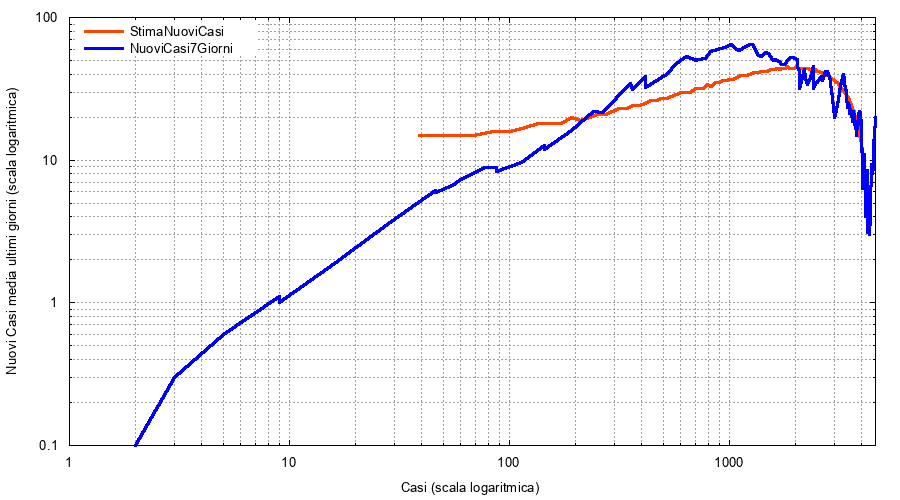 100
StimaNuoviCasi
NuoviCasi7Giorni
10
1
0.1
Nuovi Casi media ultimi giorni (scala logaritmica)
1 10 100 1000
Casi (scala logaritmica)